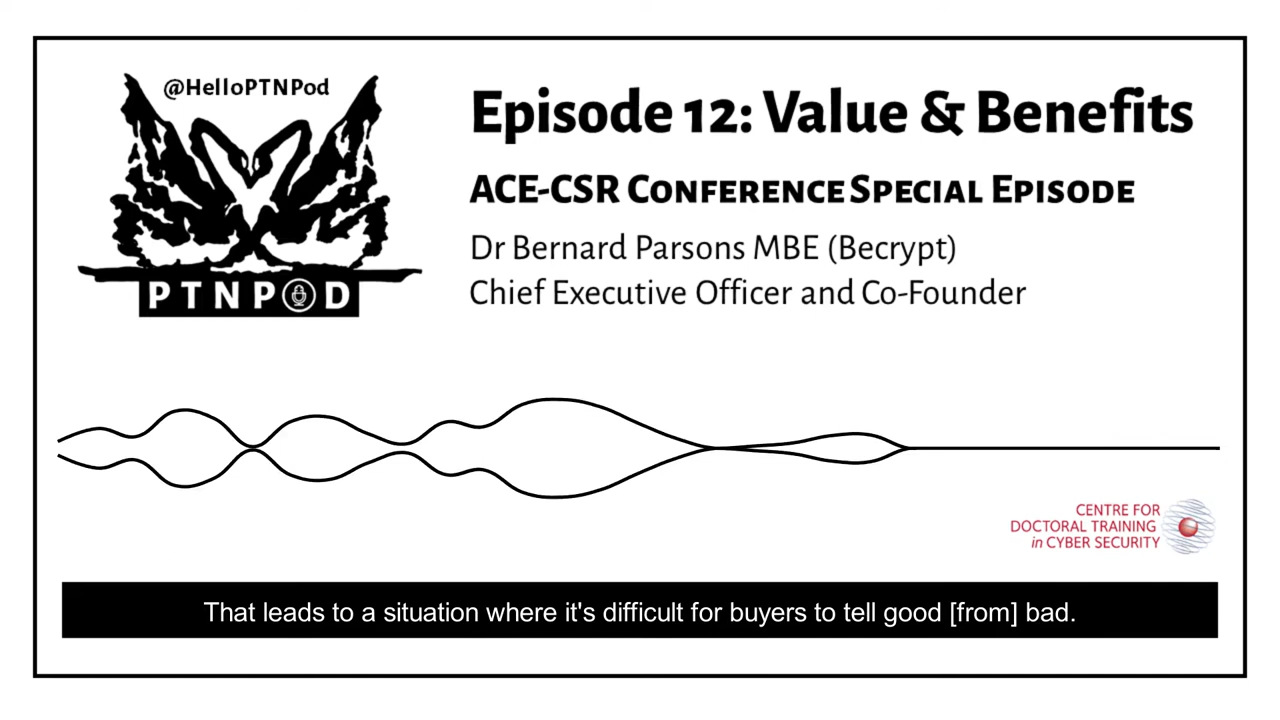 @HelloPTNPod
PTNPOD
Episode 12: Value & Benefits
ACE-CSR Conference Special Episode
Dr Bernard Parsons MBE (Becrypt)
Chief Executive Officer and Co-Founder
CENTRE FOR
DOCTORAL TRAINING
in CYBER SECURITY
That leads to a situation where it's difficult for buyers to tell good [from] bad.